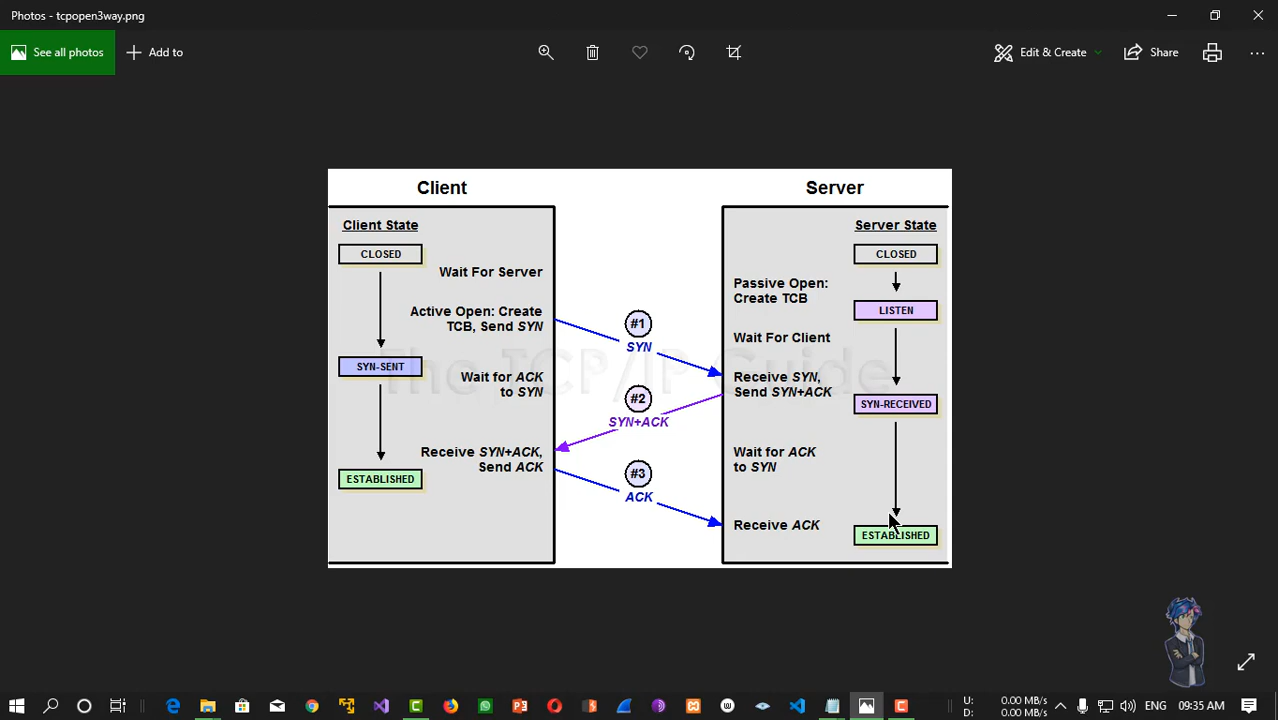 Photos - tcpopen3way.png
See all photos
Add to
Edit & Create
Share
Client
Server
Client State
Server State
CLOSED
CLOSED
Wait For Server
Passive Open:
Create TCB
Active Open: Create
TCB, Send SYN
LISTEN
#1
SYN
Wait For Client
The TCP/IP Guide
SYN-SENT
Wait for ACK
to SYN
Receive SYN,
Send SYN+ACK
SYN-RECEIVED
#2
SYN+ACK
Receive SYN+ACK,
Send ACK
Wait for ACK
to SYN
ESTABLISHED
#3
ACK
Receive ACK
ESTABLISHED
U: 0.00 MB/s
D: 0.00 MB/s
ENG
09:35 AM